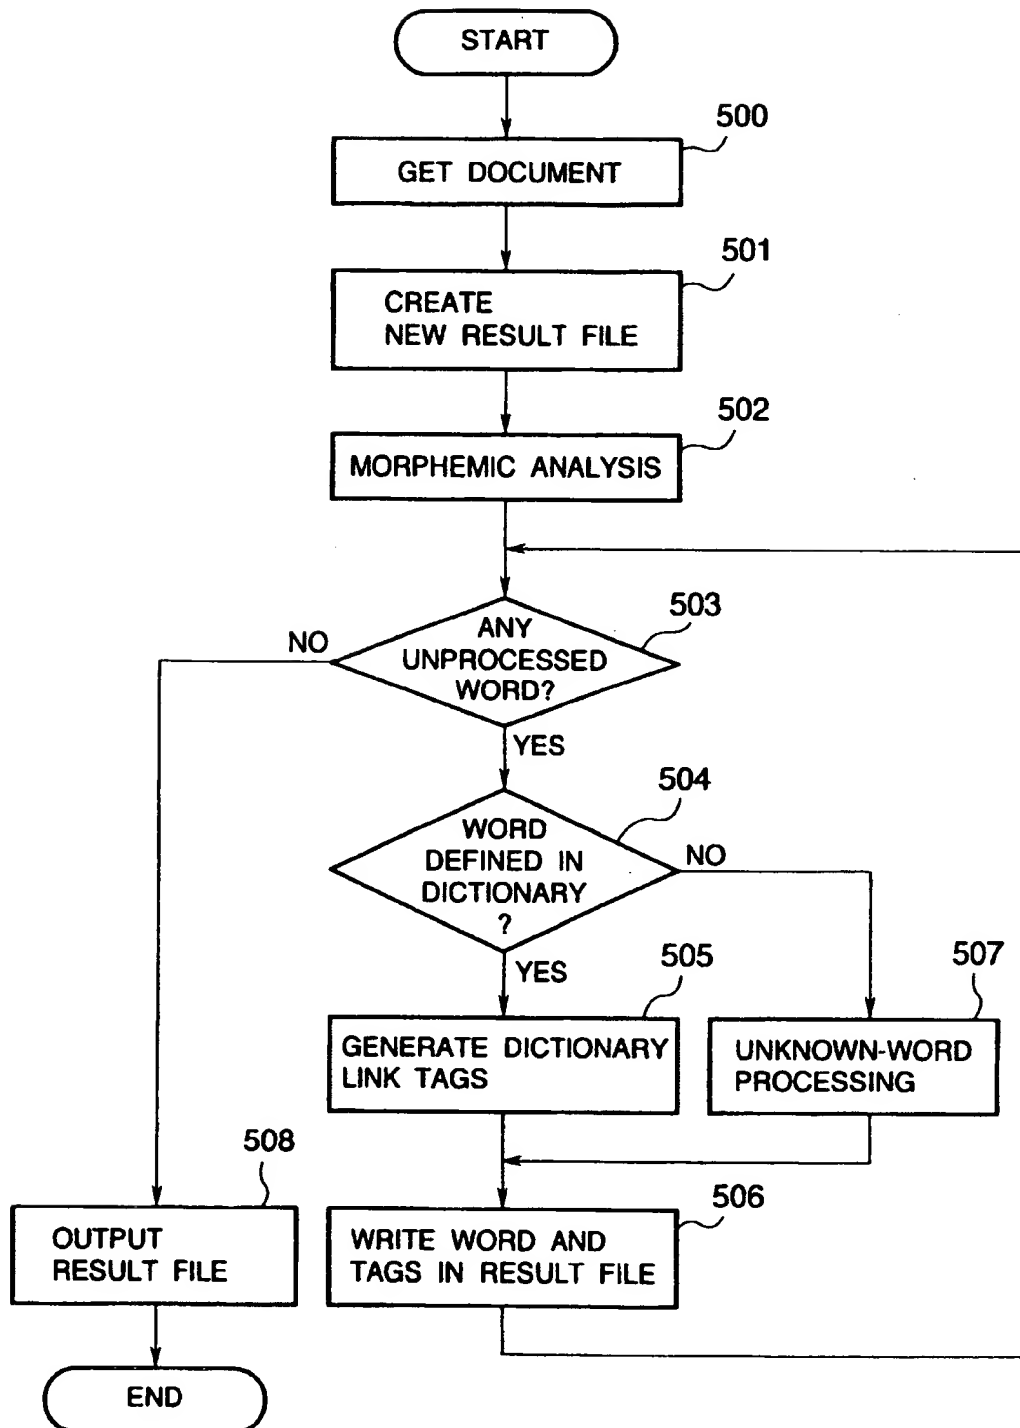 START
500
GET DOCUMENT
501
CREATE
NEW RESULT FILE
502
MORPHEMIC ANALYSIS
503
NO
ANY
UNPROCESSED
WORD?
YES
504
WORD
DEFINED IN
DICTIONARY
?
NO
YES
505
507
GENERATE DICTIONARY
LINK TAGS
UNKNOWN-WORD
PROCESSING
508
506
OUTPUT
RESULT FILE
WRITE WORD AND
TAGS IN RESULT FILE
END